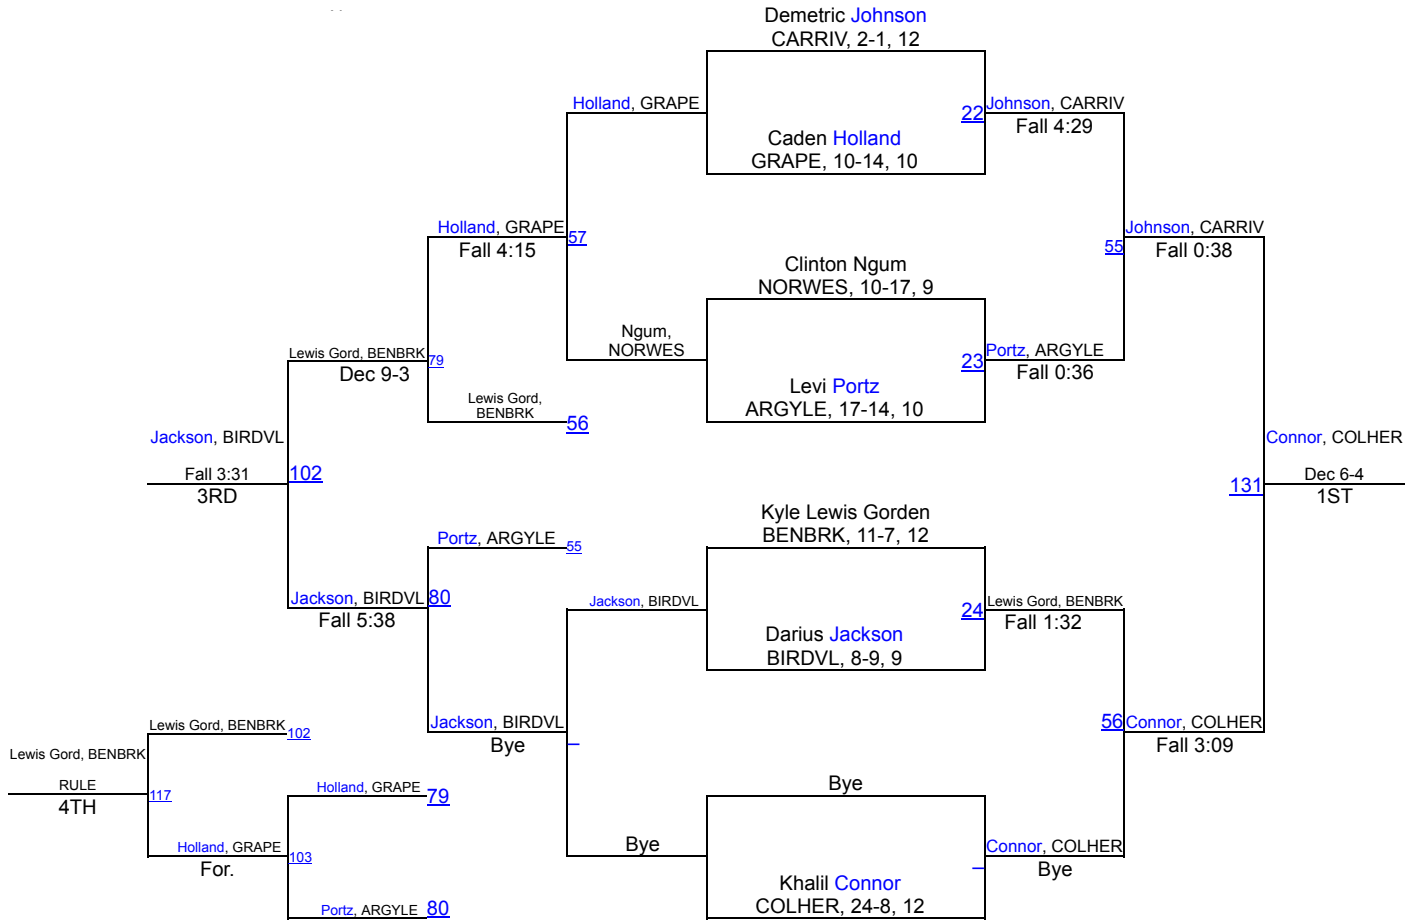 Demetric Johnson
CARRIV, 2-1, 12
Holland, GRAPE
22
Johnson, CARRIV
Fall 4:29
Caden Holland
GRAPE, 10-14, 10
Holland, GRAPE
Fall 4:15
57
Johnson, CARRIV
Fall 0:38
55
Clinton Ngum
NORWES, 10-17, 9
Ngum,
NORWES
23
Portz, ARGYLE
Fall 0:36
Levi Portz
ARGYLE, 17-14, 10
Lewis Gord, BENBRK
Dec 9-3
79
Lewis Gord,
BENBRK
56
Jackson, BIRDVL
Fall 3:31
3RD
102
Connor, COLHER
Dec 6-4
1ST
131
Kyle Lewis Gorden
BENBRK, 11-7, 12
Portz, ARGYLE
55
Jackson, BIRDVL
Fall 5:38
80
Jackson, BIRDVL
24
Lewis Gord, BENBRK
Fall 1:32
Darius Jackson
BIRDVL, 8-9, 9
Jackson, BIRDVL
Bye
56
Connor, COLHER
Fall 3:09
Lewis Gord, BENBRK
102
Lewis Gord, BENBRK
RULE
4TH
117
Holland, GRAPE
79
Bye
Bye
Holland, GRAPE
For.
103
Connor, COLHER
Bye
Khalil Connor
COLHER, 24-8, 12
Portz, ARGYLE
80